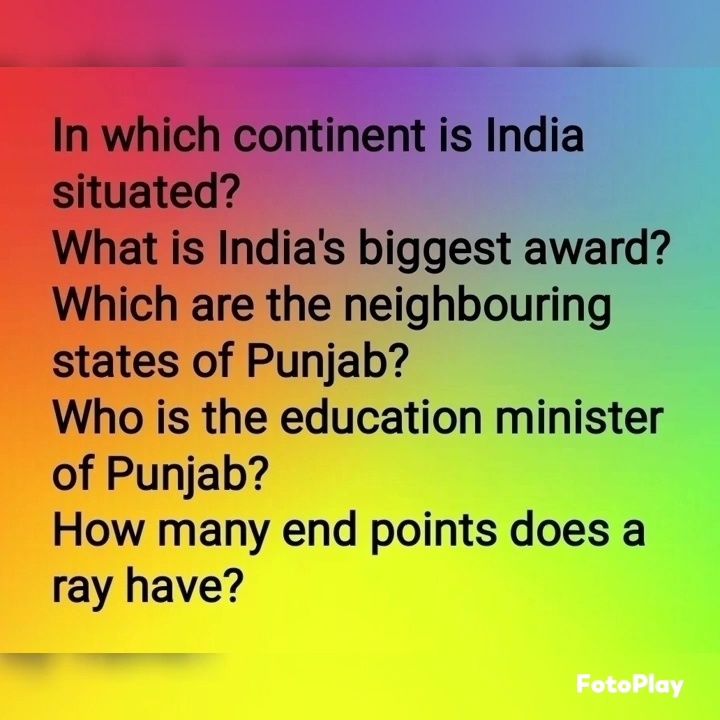 In which continent is India
situated?
What is India's biggest award?
Which are the neighbouring
states of Punjab?
Who is the education minister
of Punjab?
How many end points does a
ray have?
FotoPlay